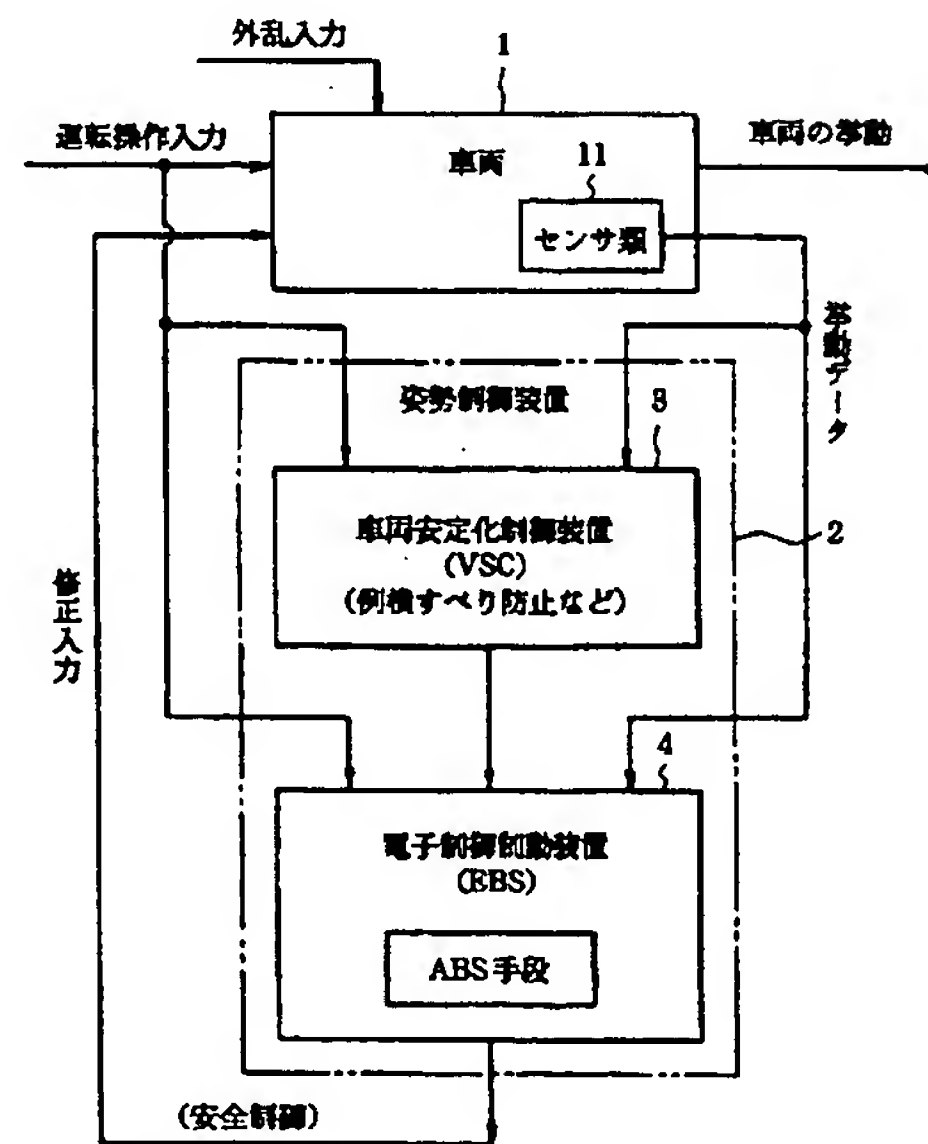 外乱入力
1
運転操作入力
車両
車両の挙動
11
センサ類
挙動データ
姿勢制御装置
3
車両安定化制御装置
(VSC)
(例横すべり防止など)
2
修正入力
4
電子制御制動装置
(EBS)
ABS手段
(安全制御)